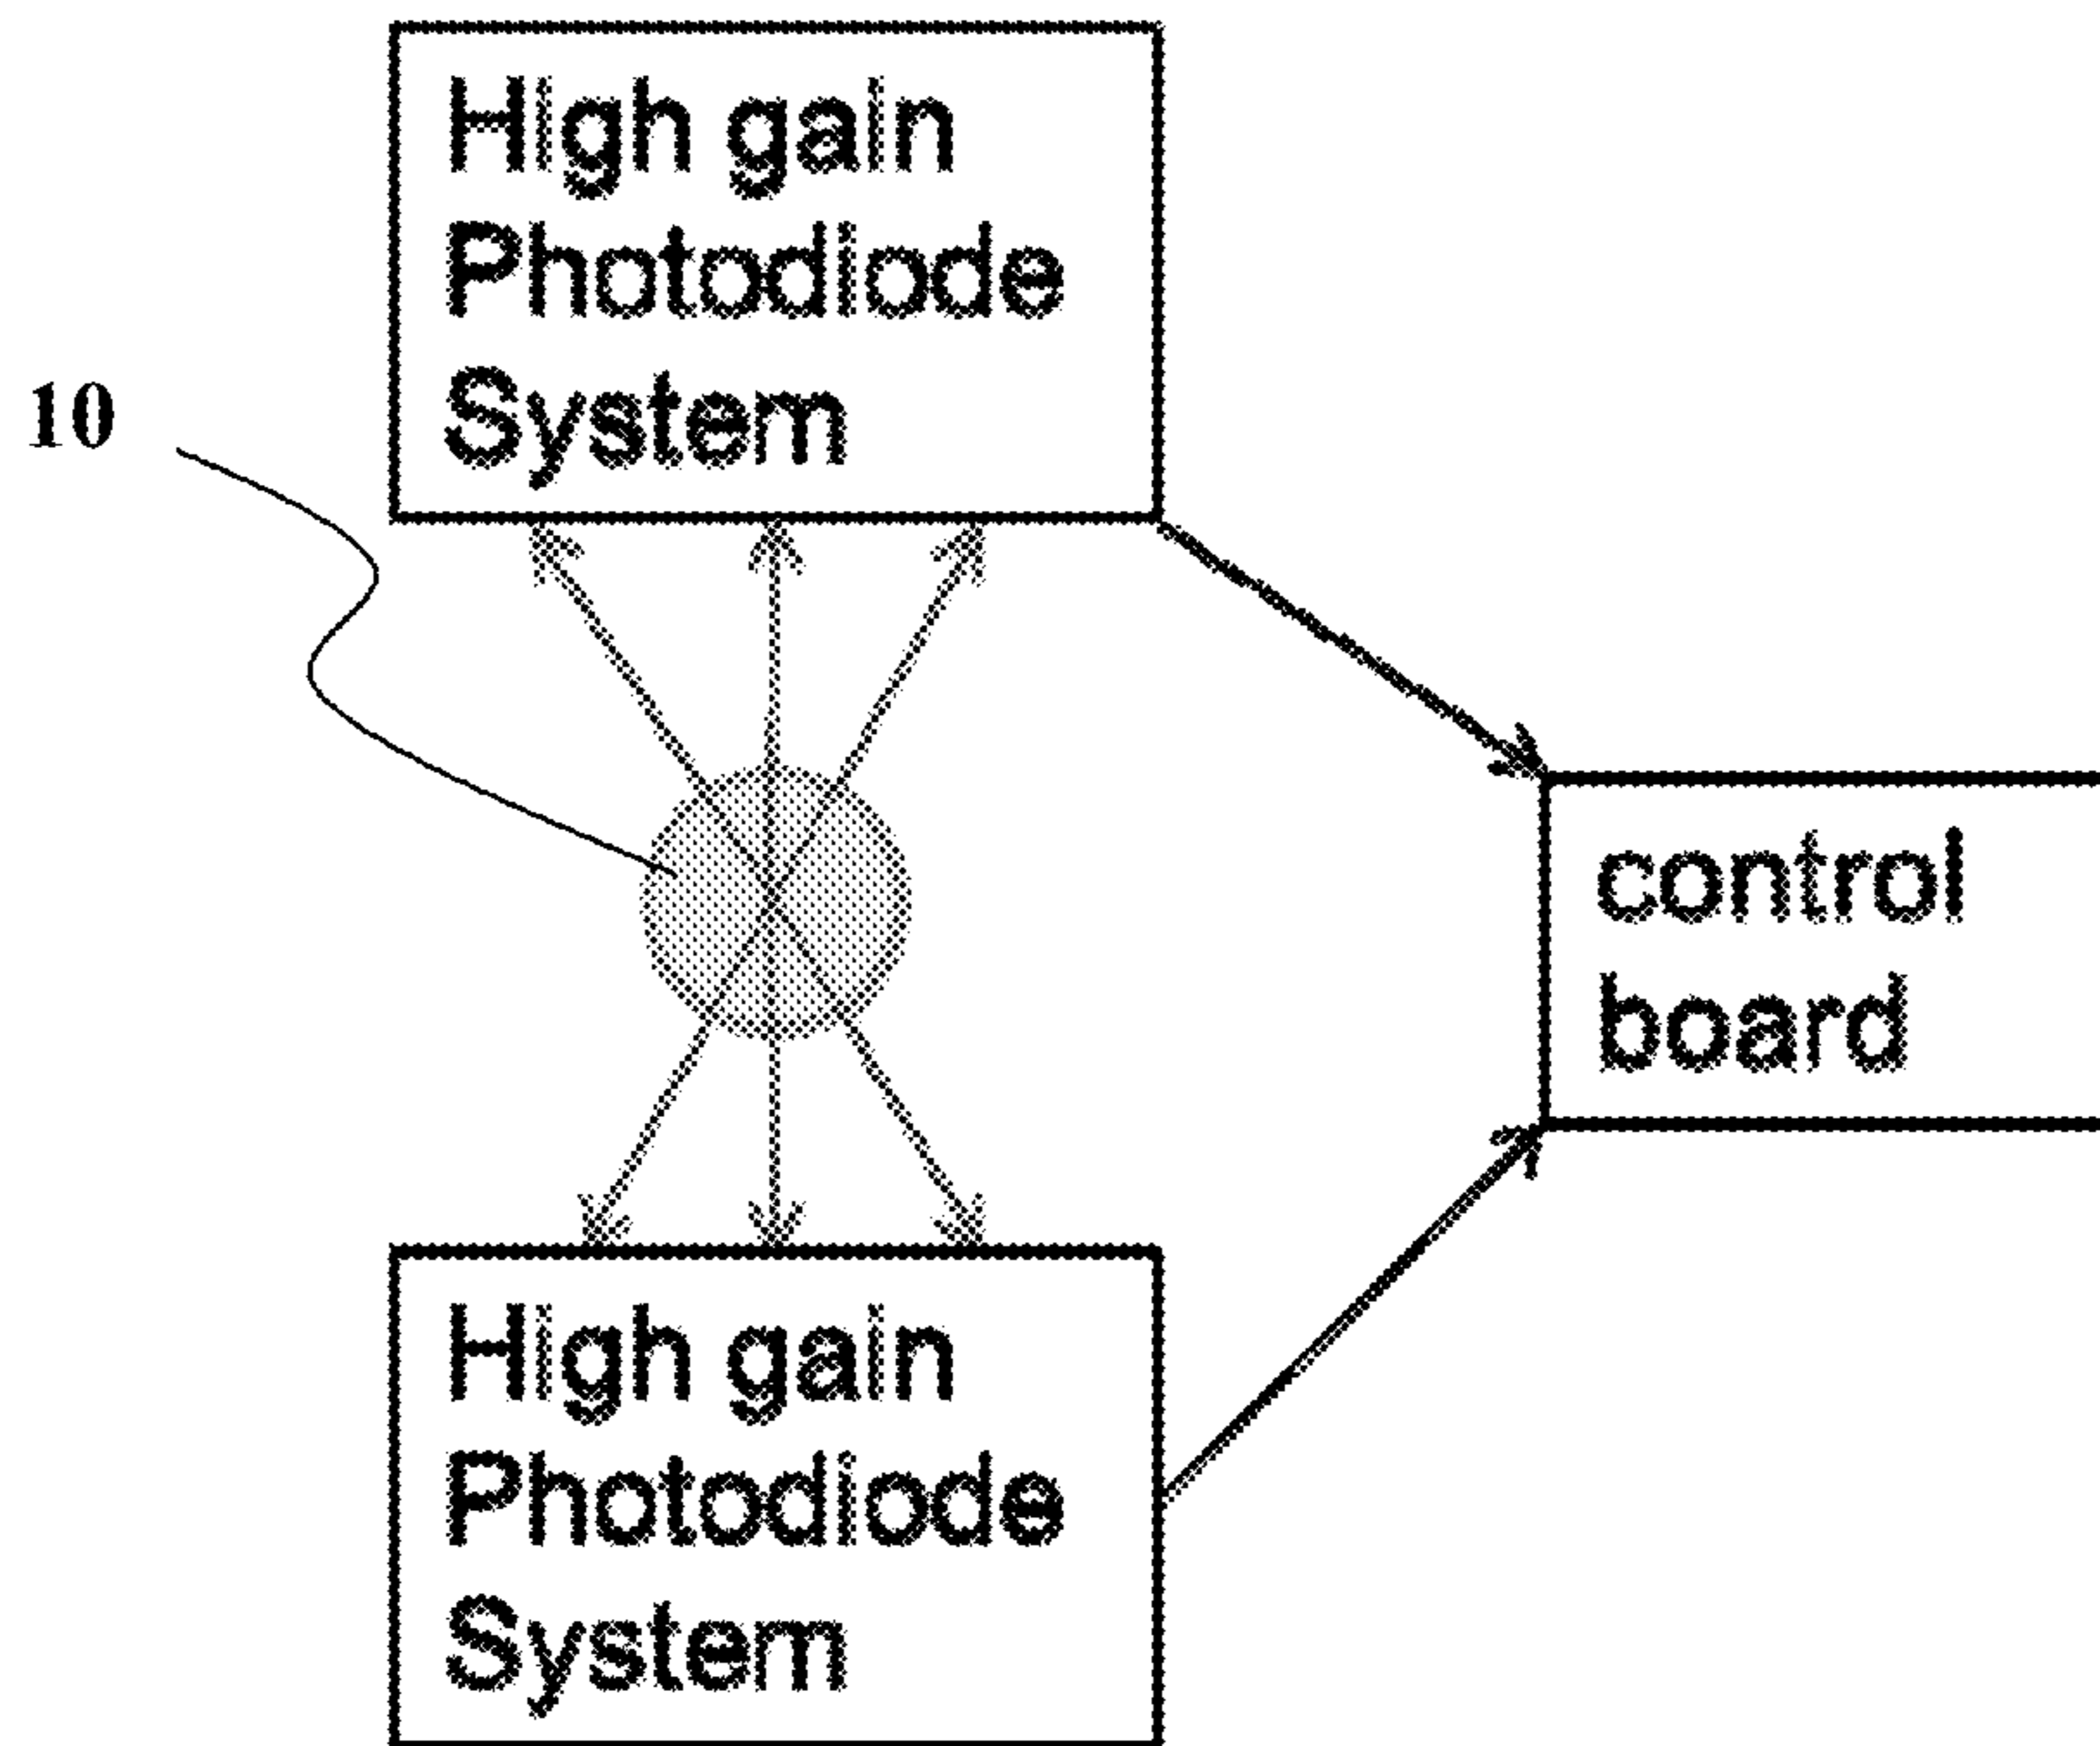 High gain
Photodiode
System
10
control
board
High gain
Photodiode
System